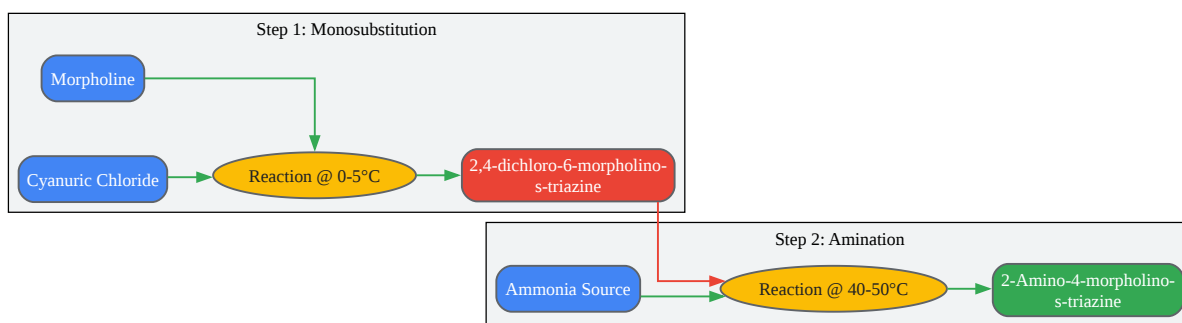 Step 1: Monosubstitution
Morpholine
Cyanuric Chloride
Reaction @ 0-5°C
2,4-dichloro-6-morpholino-
s-triazine
Step 2: Amination
Ammonia Source
Reaction @ 40-50°C
2-Amino-4-morpholino-
s-triazine